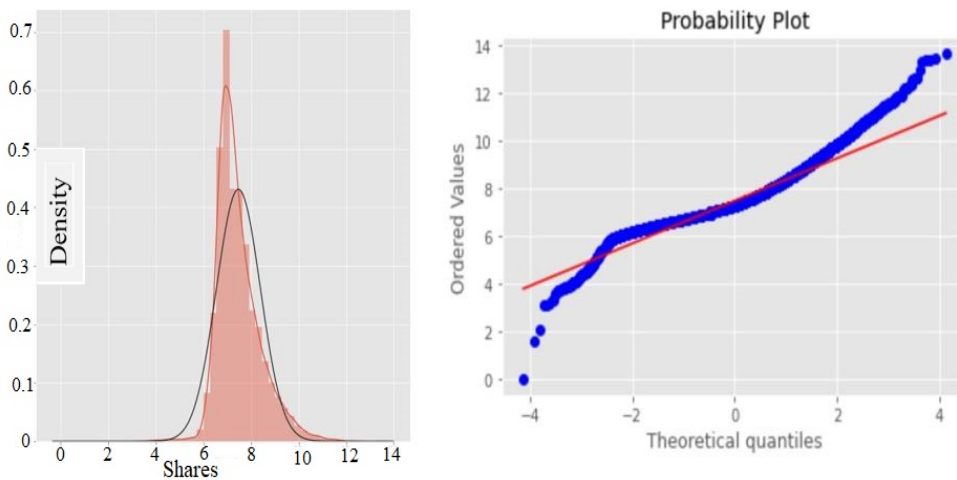 0.7
0.6
0.5
0.4
0.3
0.2
0.1
0
Density
0 2 4 6 8 10 12 14
Shares
Probability Plot
14
12
10
8
6
4
2
0
Ordered Values
−4 −2 0 2 4
Theoretical quantiles